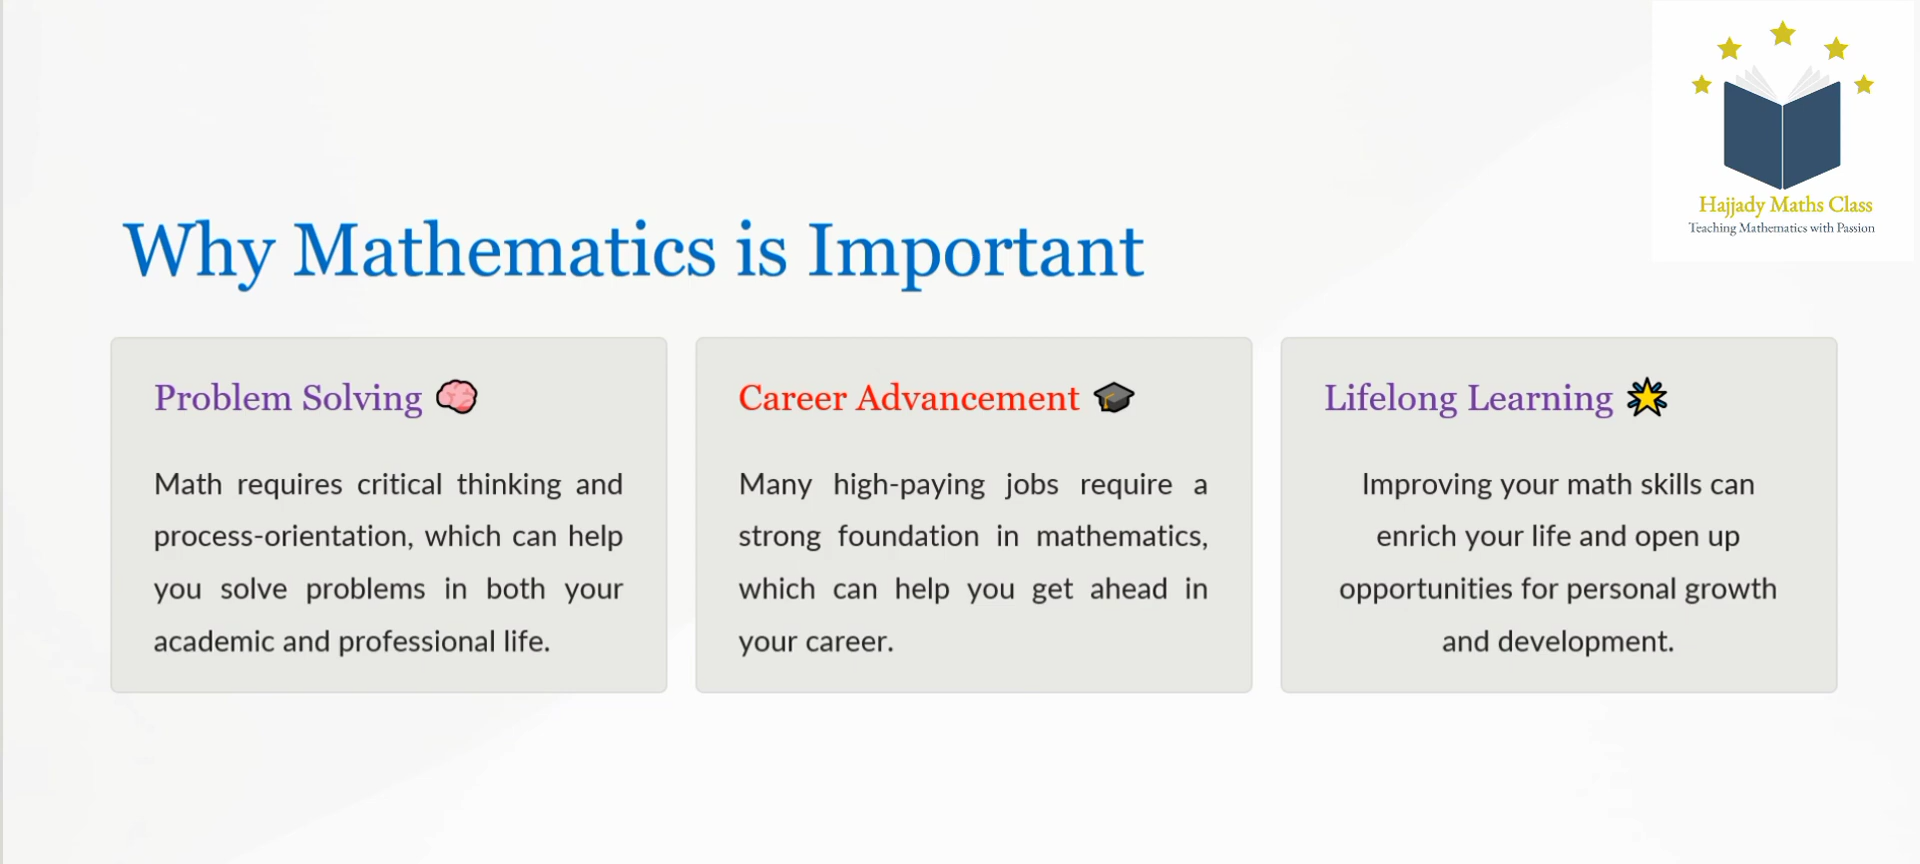 Hajjady Maths Class
Teaching Mathematics with Passion
Why Mathematics is Important
Problem Solving
Math requires critical thinking and
process-orientation, which can help
you solve problems in both your
academic and professional life.
Career Advancement
Many high-paying jobs require a
strong foundation in mathematics,
which can help you get ahead in
your career.
Lifelong Learning
Improving your math skills can
enrich your life and open up
opportunities for personal growth
and development.